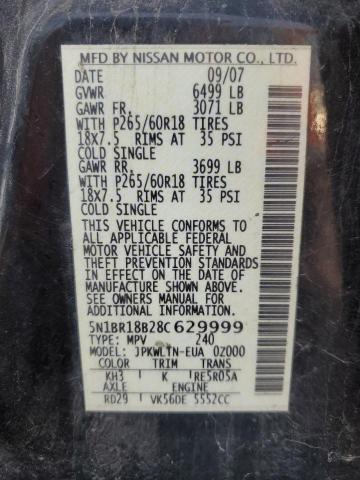 MFD BY NISSAN MOTOR CO., LTD.
DATE 09/07
GVWR 6499 LB
GAWR FR. 3071 LB
WITH P265/60R18 TIRES
18X7.5 RIMS AT 35 PSI
COLD SINGLE
GAWR RR. 3699 LB
WITH P265/60R18 TIRES
18X7.5 RIMS AT 35 PSI
COLD SINGLE
THIS VEHICLE CONFORMS TO
ALL APPLICABLE FEDERAL
MOTOR VEHICLE SAFETY AND
THEFT PREVENTION STANDARDS
IN EFFECT ON THE DATE OF
MANUFACTURE SHOWN ABOVE.
SEE OWNERS MANUAL FOR
ADDITIONAL INFORMATION.
5N1BR18B28C629999
TYPE: MPV 240
MODEL: JPKWLTN-EUA 0Z000
COLOR TRIM TRANS
KH3 K RE5R05A
AXLE ENGINE
RD29 VK56DE 5552CC